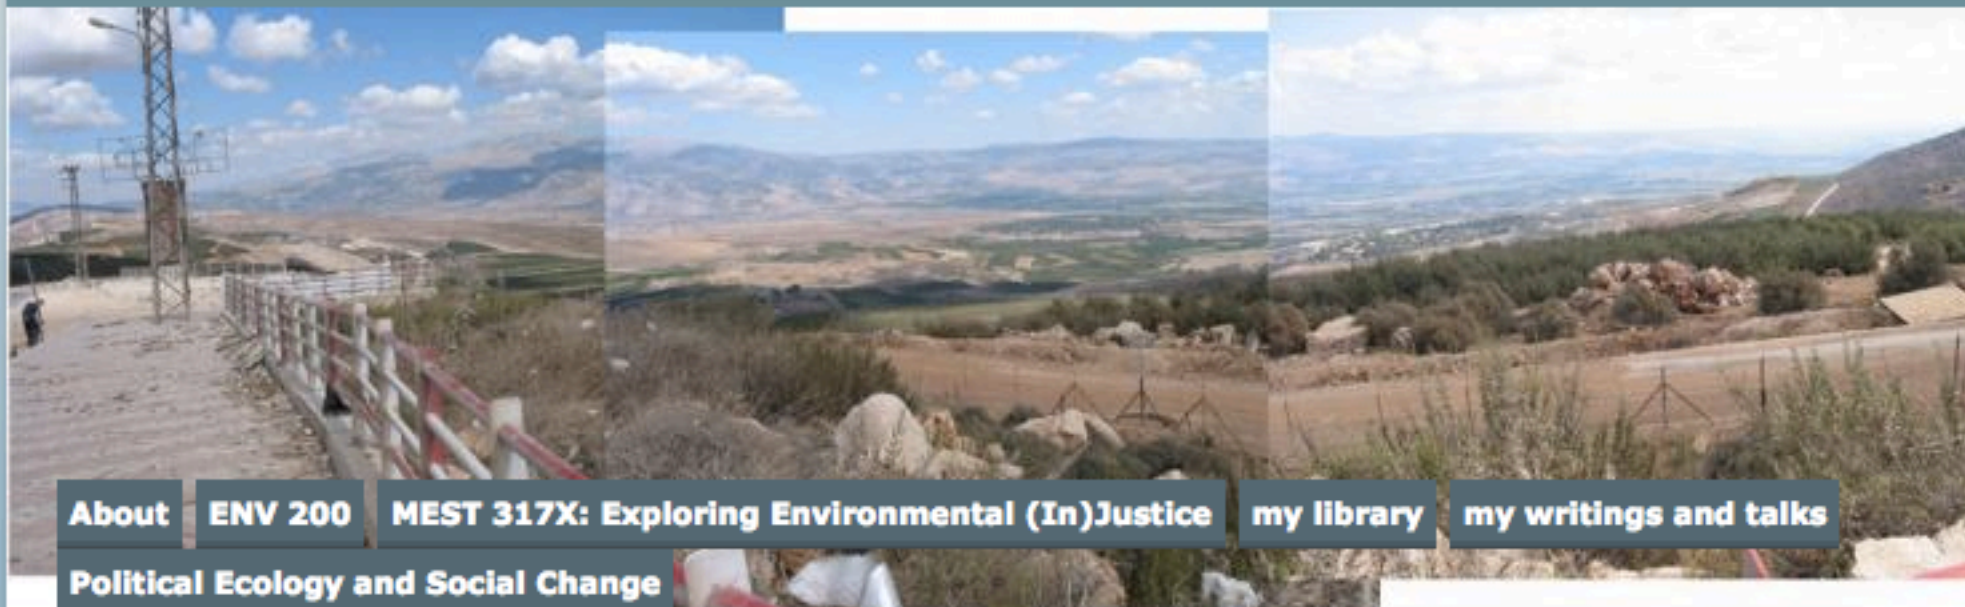 About ENV 200 MEST 317X: Exploring Environmental (In)Justice my library my writings and talks
Political Ecology and Social Change